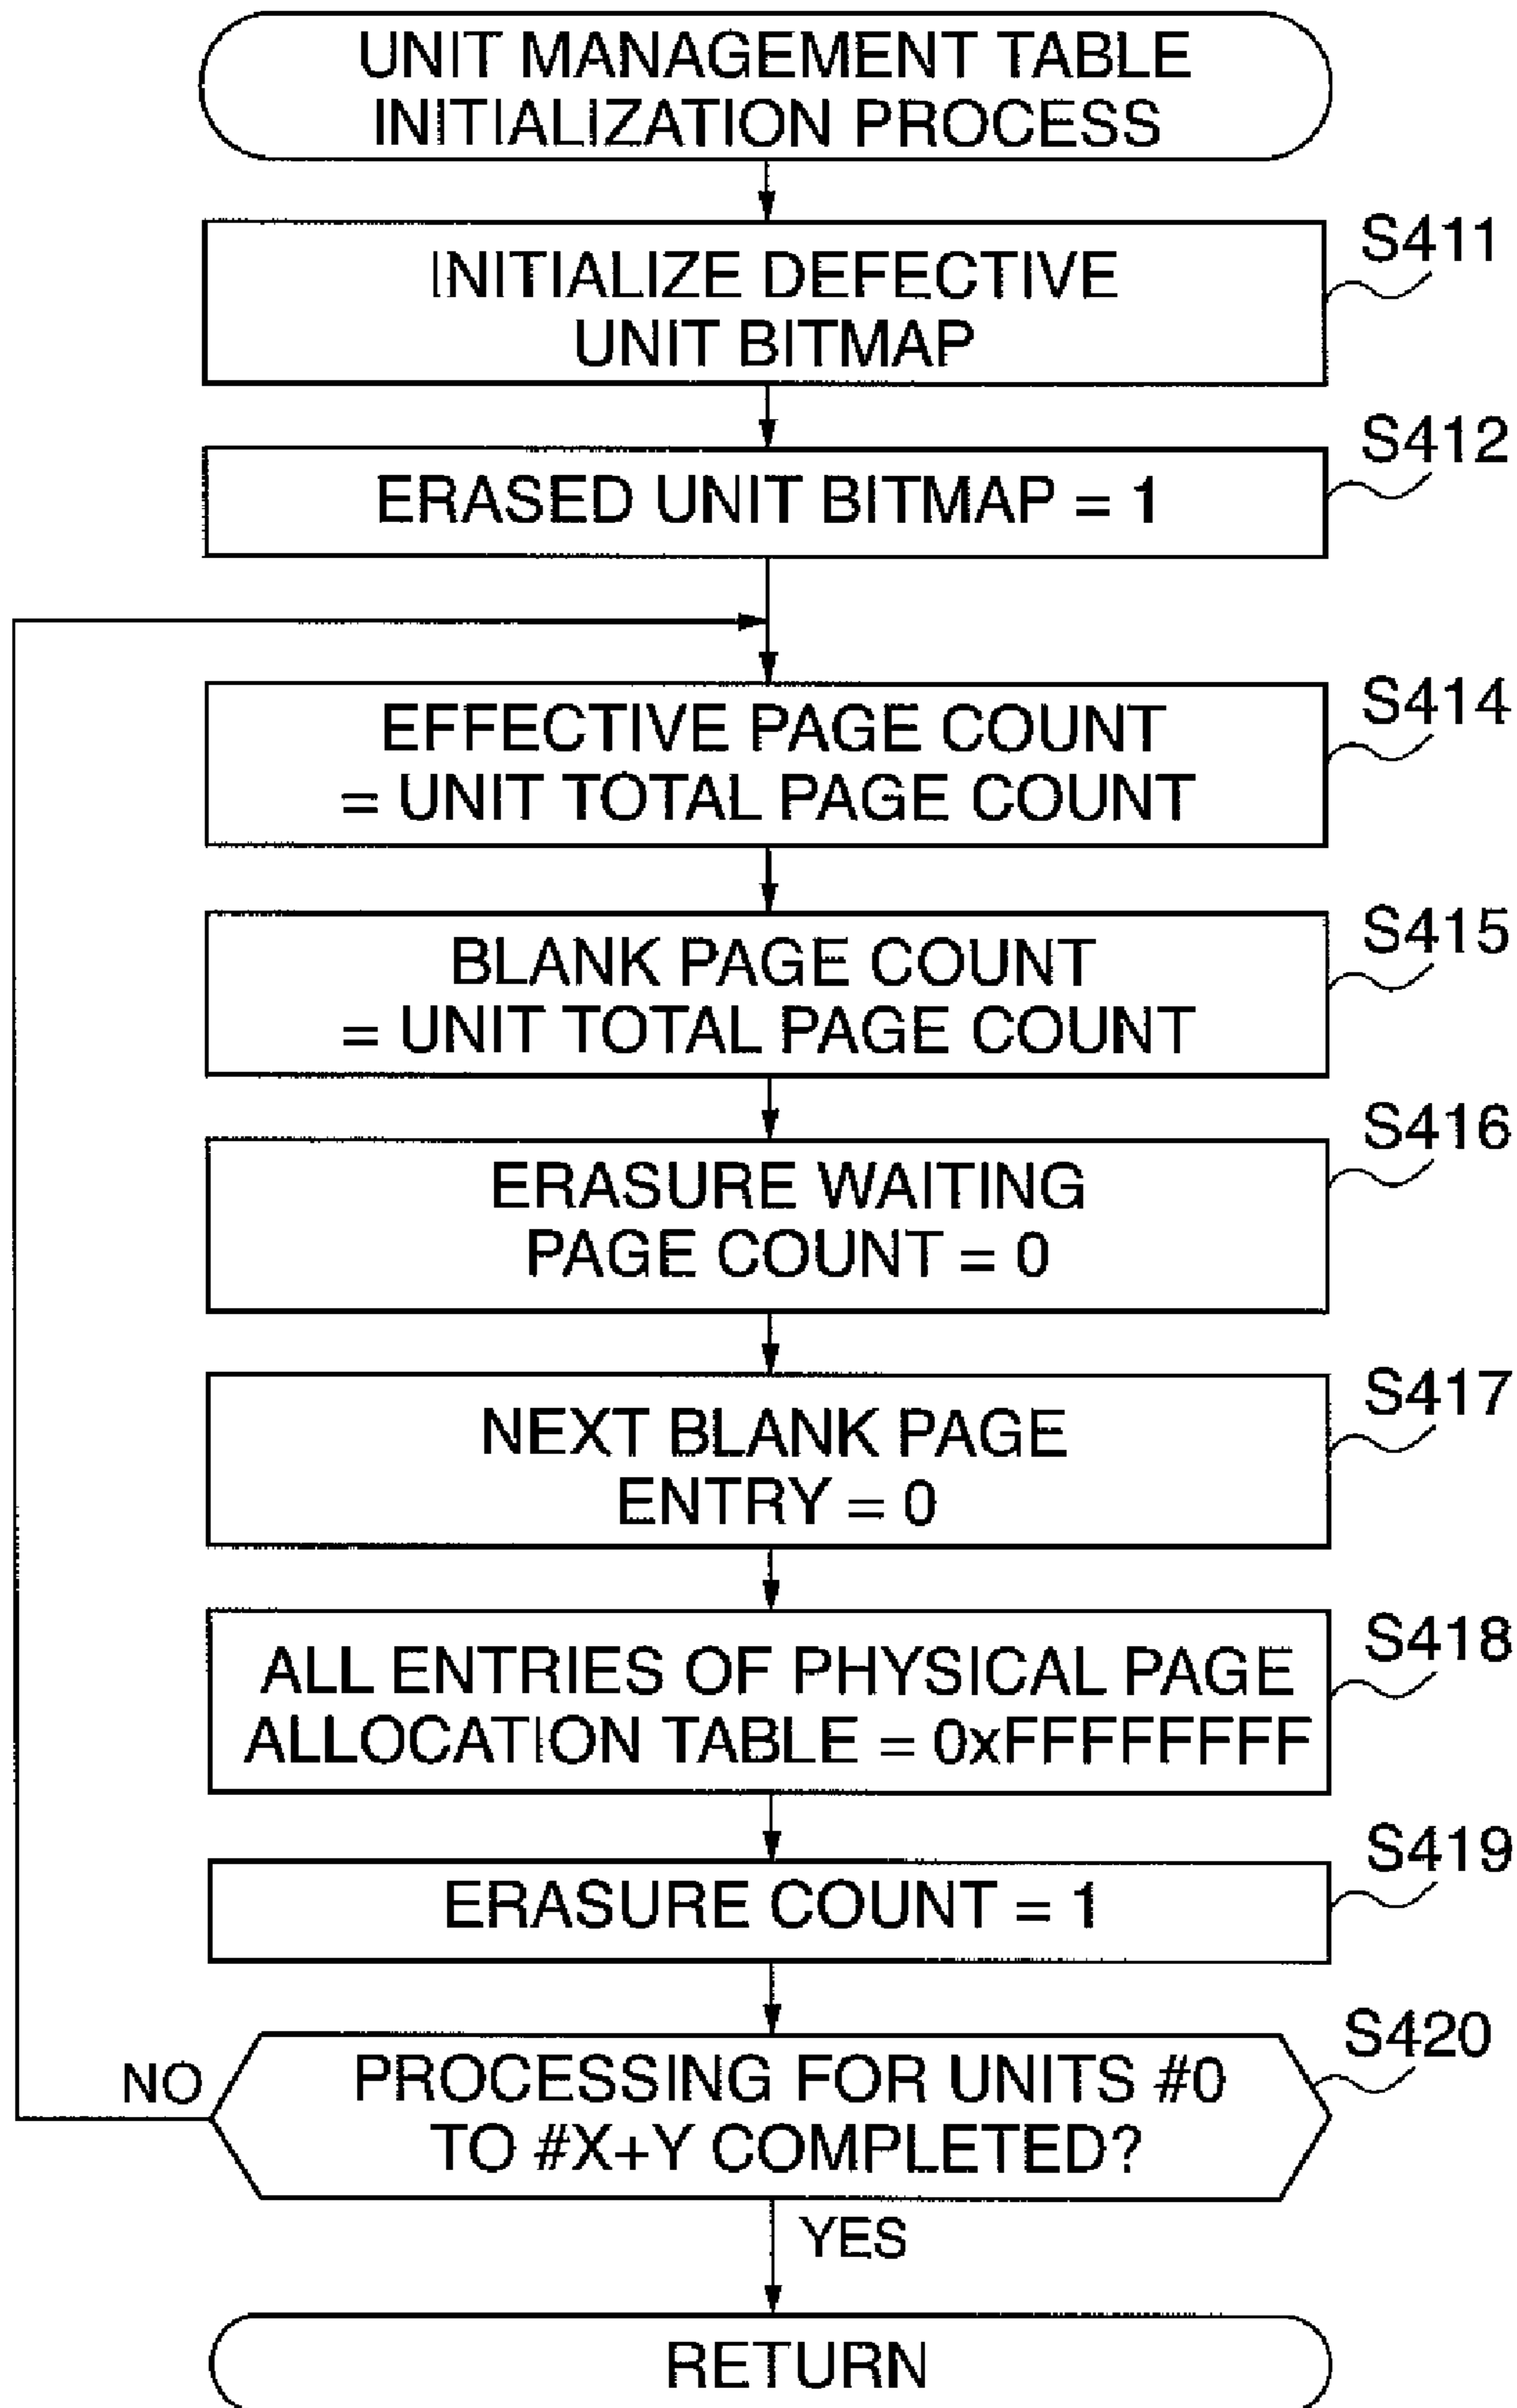 UNIT MANAGEMENT TABLE
INITIALIZATION PROCESS
S411
INITIALIZE DEFECTIVE
UNIT BITMAP
S412
ERASED UNIT BITMAP = 1
S414
EFFECTIVE PAGE COUNT
= UNIT TOTAL PAGE COUNT
S415
BLANK PAGE COUNT
= UNIT TOTAL PAGE COUNT
S416
ERASURE WAITING
PAGE COUNT = 0
S417
NEXT BLANK PAGE
ENTRY = 0
S418
ALL ENTRIES OF PHYSICAL PAGE
ALLOCATION TABLE = 0xFFFFFFFF
S419
ERASURE COUNT = 1
S420
NO
PROCESSING FOR UNITS #0
TO #X+Y COMPLETED?
YES
RETURN